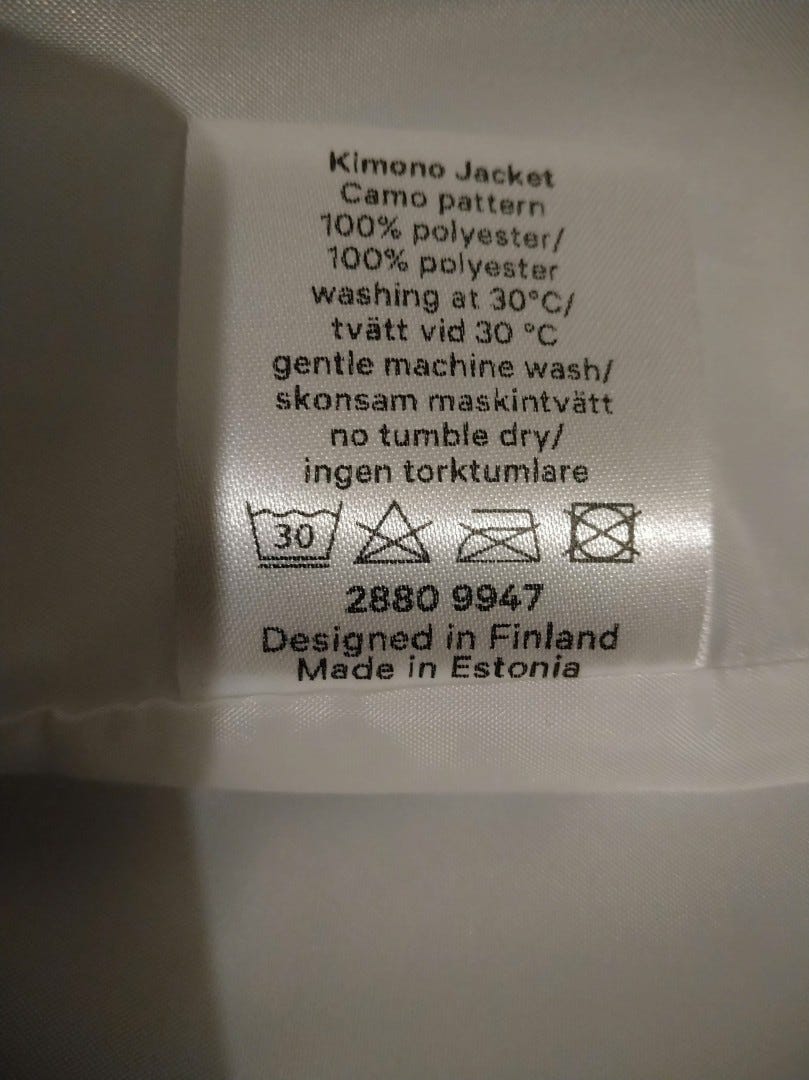 Kimono Jacket
Camo pattern
100% polyester/
100% polyester
washing at 30°C/
tvätt vid 30 °C
gentle machine wash/
skonsam maskintvätt
no tumble dry/
ingen torktumlare
30
2880 9947
Designed in Finland
Made in Estonia